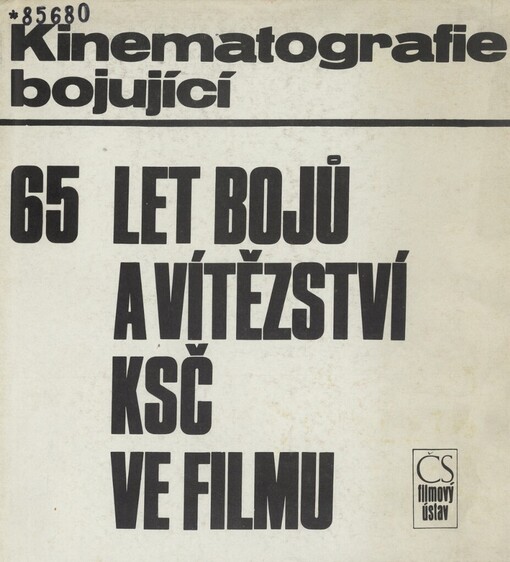 *85680
Kinematografie
bojující
65 LET BOJŮ
A VÍTĚZSTVÍ
KSČ
VE FILMU
ČS
filmový
ústav